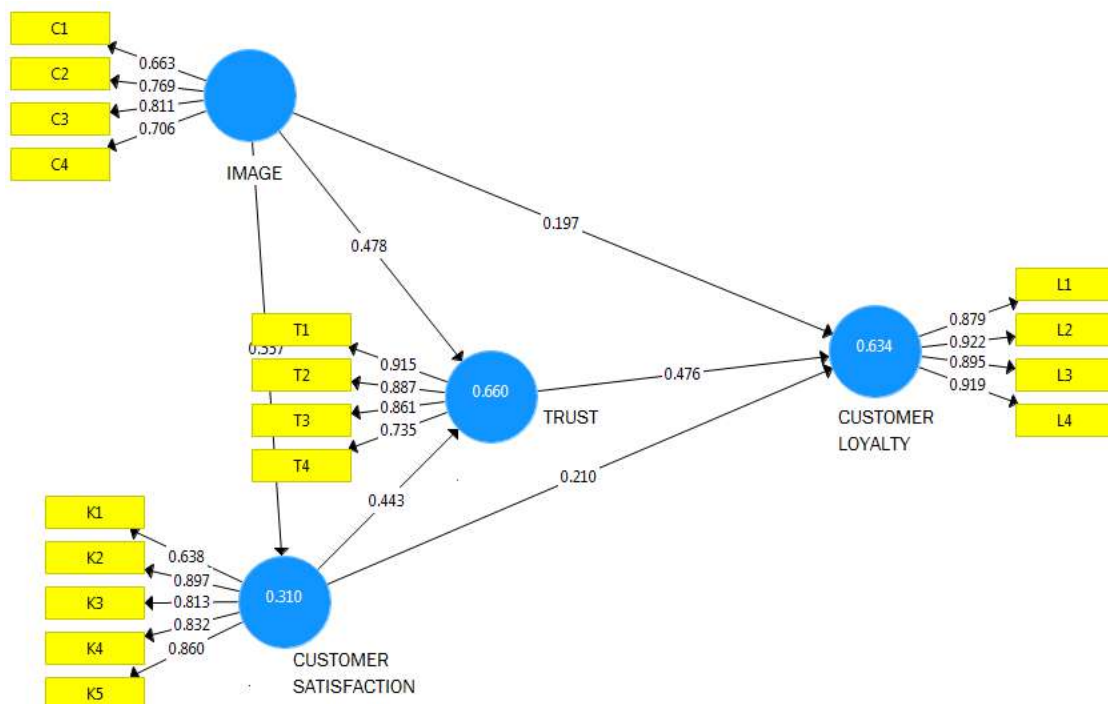 C1
C2
C3
C4
0.663
0.769
0.811
0.706
IMAGE
0.478
0.197
T1
T2
T3
T4
0.915
0.887
0.861
0.735
0.660
TRUST
0.476
0.634
CUSTOMER
LOYALTY
0.879
0.922
0.895
0.919
L1
L2
L3
L4
0.443
0.210
K1
K2
K3
K4
K5
0.638
0.897
0.813
0.832
0.860
0.310
CUSTOMER
SATISFACTION